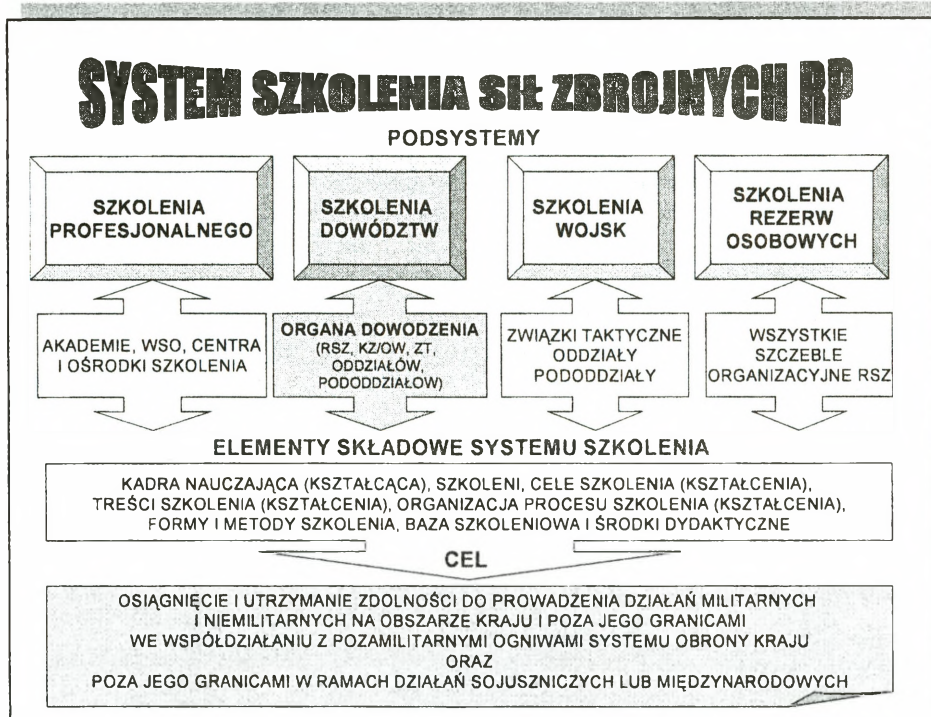 SYSTEM SZKOLENIA SIŁ ZBROJNYCH RP
PODSYSTEMY
SZKOLENIA
PROFESJONALNEGO
SZKOLENIA
DOWÓDZTW
SZKOLENIA
WOJSK
SZKOLENIA
REZERW
OSOBOWYCH
AKADEMIE, WSO, CENTRA
I OŚRODKI SZKOLENIA
ORGANA DOWODZENIA
(RSZ, KZ/OW, ZT,
ODDZIAŁÓW,
PODODDZIAŁOW)
ZWIĄZKI TAKTYCZNE
ODDZIAŁY
PODODDZIAŁY
WSZYSTKIE
SZCZEBLE
ORGANIZACYJNE RSZ
ELEMENTY SKŁADOWE SYSTEMU SZKOLENIA
KADRA NAUCZAJĄCA (KSZTAŁCĄCA), SZKOLENI, CELE SZKOLENIA (KSZTAŁCENIA),
TREŚCI SZKOLENIA (KSZTAŁCENIA), ORGANIZACJA PROCESU SZKOLENIA (KSZTAŁCENIA),
FORMY I METODY SZKOLENIA, BAZA SZKOLENIOWA I ŚRODKI DYDAKTYCZNE
CEL
OSIĄGNIĘCIE I UTRZYMANIE ZDOLNOŚCI DO PROWADZENIA DZIAŁAŃ MILITARNYCH
I NIEMILITARNYCH NA OBSZARZE KRAJU I POZA JEGO GRANICAMI
WE WSPÓŁDZIAŁANIU Z POZAMILITARNYMI OGNIWAMI SYSTEMU OBRONY KRAJU
ORAZ
POZA JEGO GRANICAMI W RAMACH DZIAŁAŃ SOJUSZNICZYCH LUB MIĘDZYNARODOWYCH